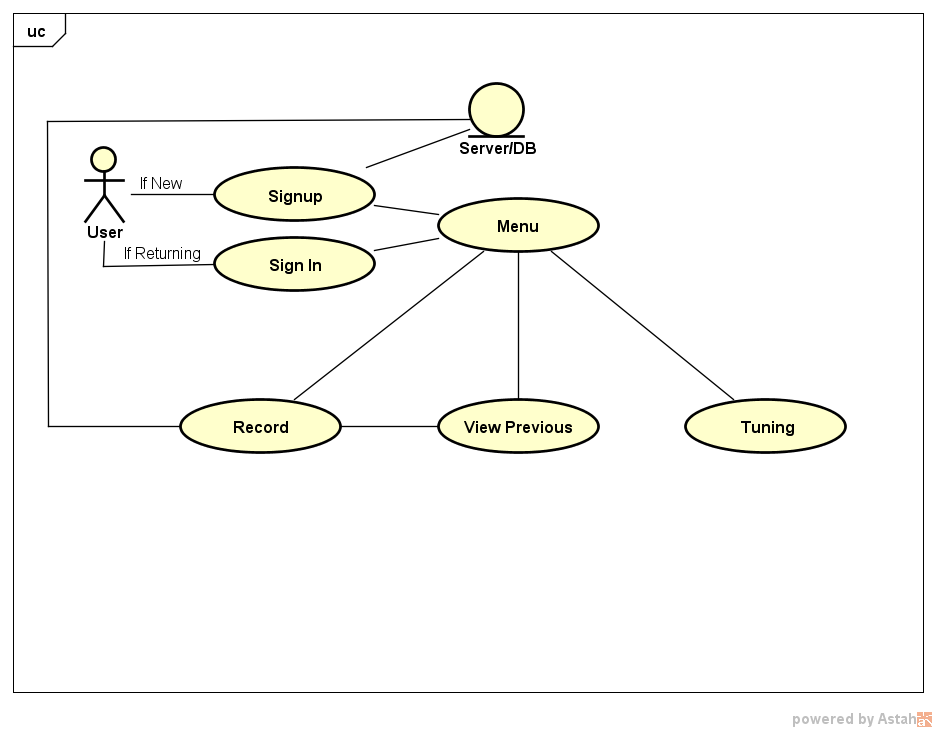 uc
Server/DB
If New
Signup
User
Menu
If Returning
Sign In
Record
View Previous
Tuning
powered by Astah